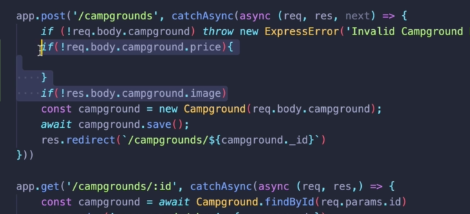 app.post('/campgrounds', catchAsync(async (req, res, next) => {
if (!req.body.campground) throw new ExpressError('Invalid Campground
if(!req.body.campground.price){
}
if(!res.body.campground.image)
const campground = new Campground(req.body.campground);
await campground.save();
res.redirect(`/campgrounds/${campground._id}`)
}))
app.get('/campgrounds/:id', catchAsync(async (req, res,) => {
const campground = await Campground.findById(req.params.id)